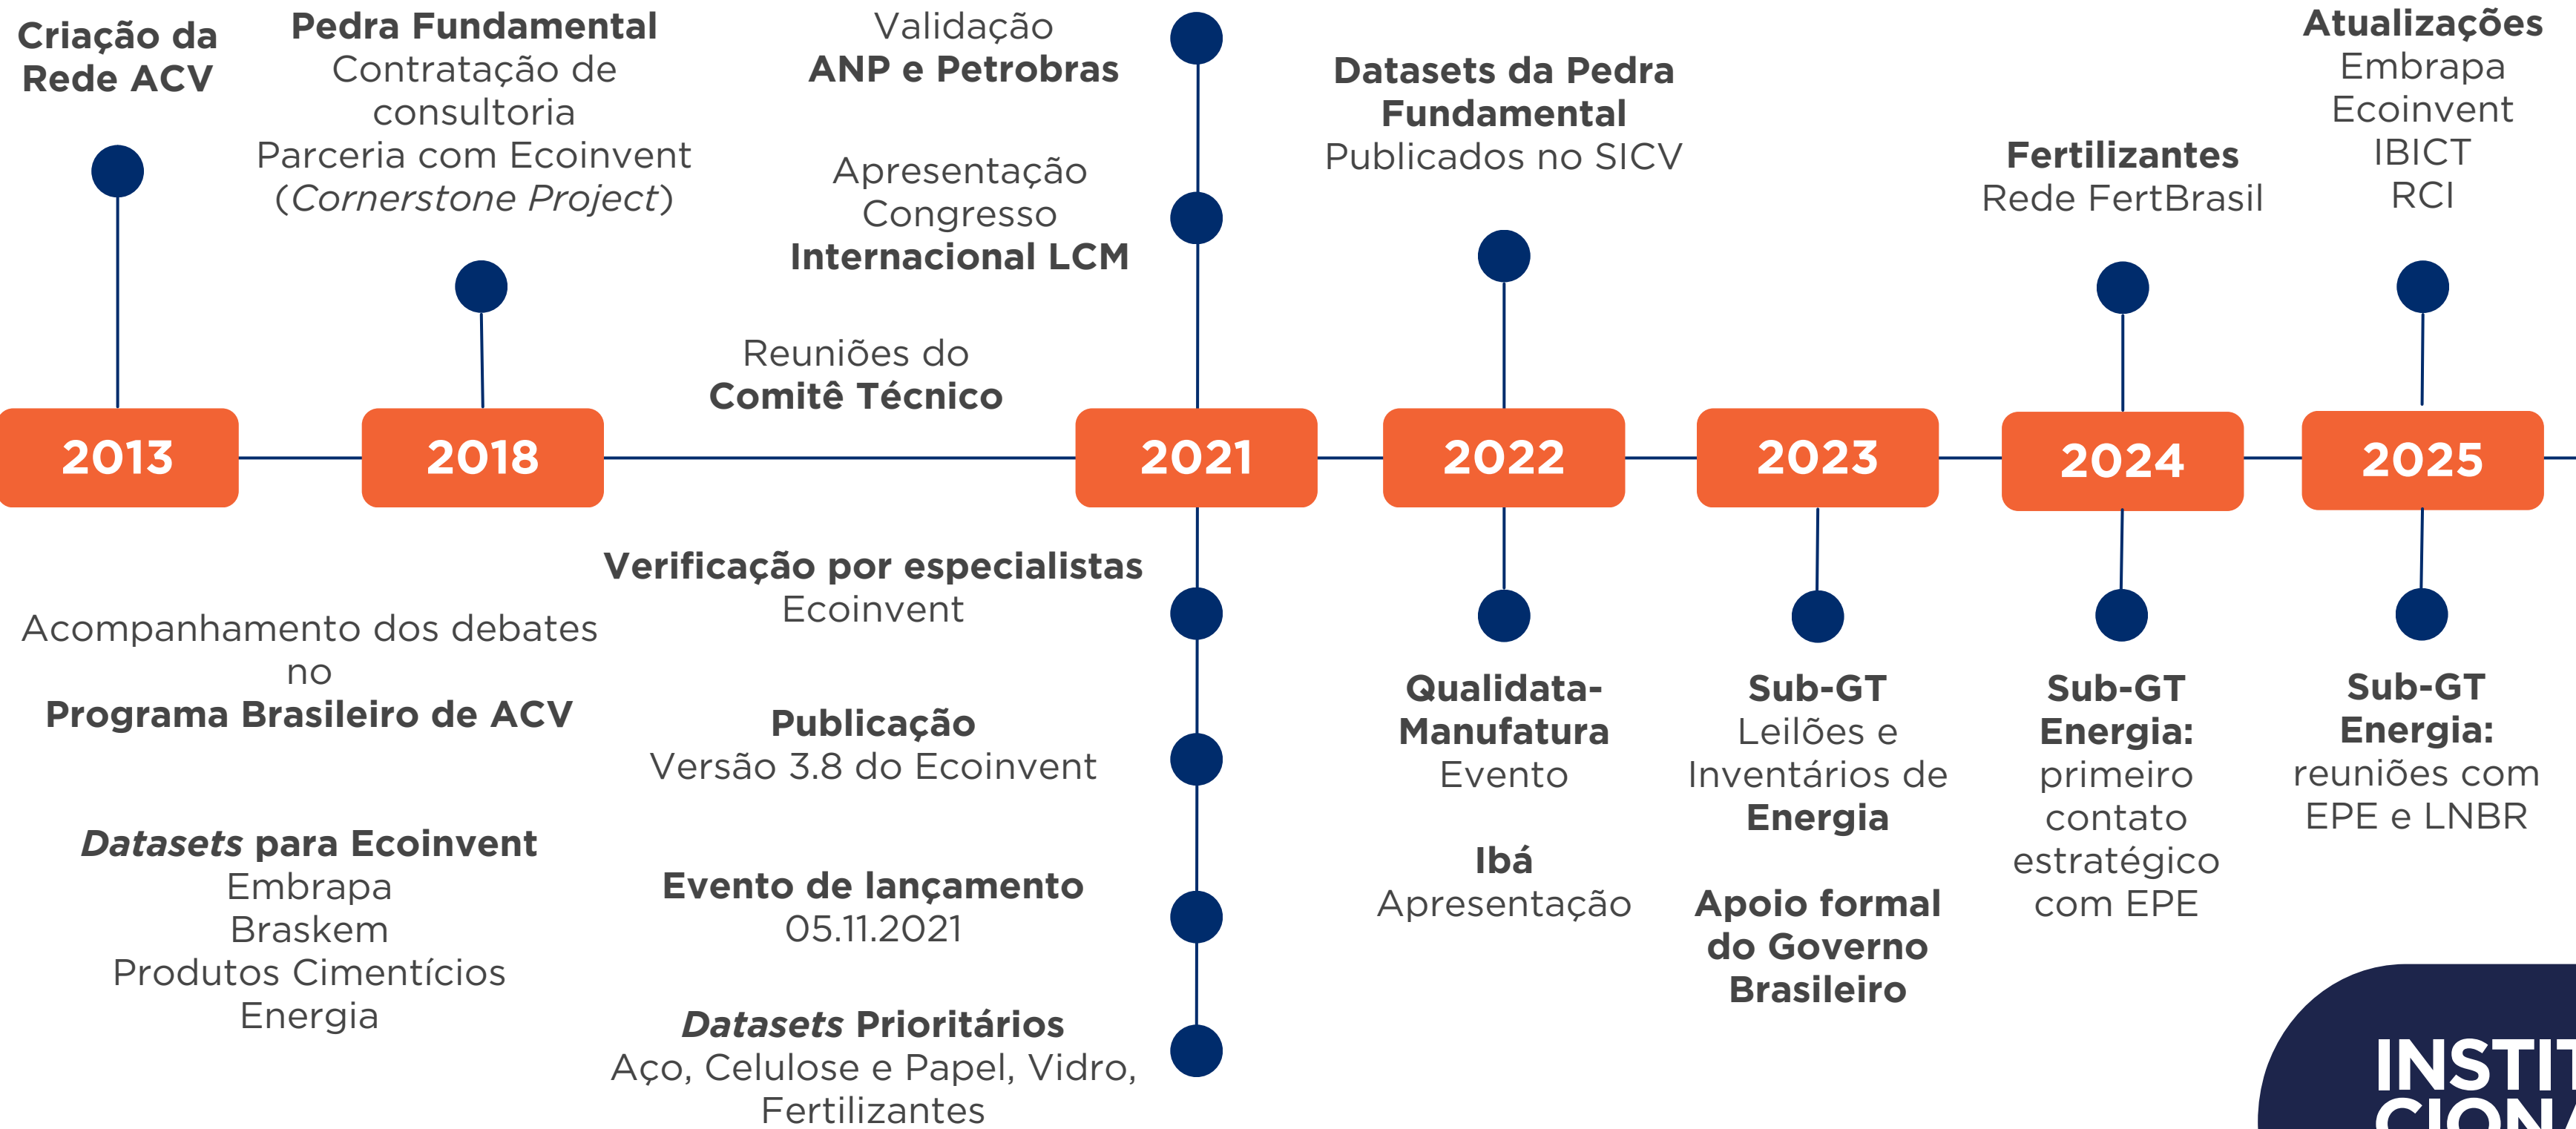 Criação da
Rede ACV
Pedra Fundamental
Contratação de
consultoria
Parceria com Ecoinvent
(Cornerstone Project)
Validação
ANP e Petrobras
Apresentação
Congresso
Internacional LCM
Reuniões do
Comitê Técnico
Datasets da Pedra
Fundamental
Publicados no SICV
Fertilizantes
Rede FertBrasil
Atualizações
Embrapa
Ecoinvent
IBICT
RCI
2013
2018
2021
2022
2023
2024
2025
Acompanhamento dos debates
no
Programa Brasileiro de ACV
Datasets para Ecoinvent
Embrapa
Braskem
Produtos Cimentícios
Energia
Verificação por especialistas
Ecoinvent
Publicação
Versão 3.8 do Ecoinvent
Evento de lançamento
05.11.2021
Datasets Prioritários
Aço, Celulose e Papel, Vidro,
Fertilizantes
Qualidata-
Manufatura
Evento
Ibá
Apresentação
Sub-GT
Leilões e
Inventários de
Energia
Apoio formal
do Governo
Brasileiro
Sub-GT
Energia:
primeiro
contato
estratégico
com EPE
Sub-GT
Energia:
reuniões com
EPE e LNBR